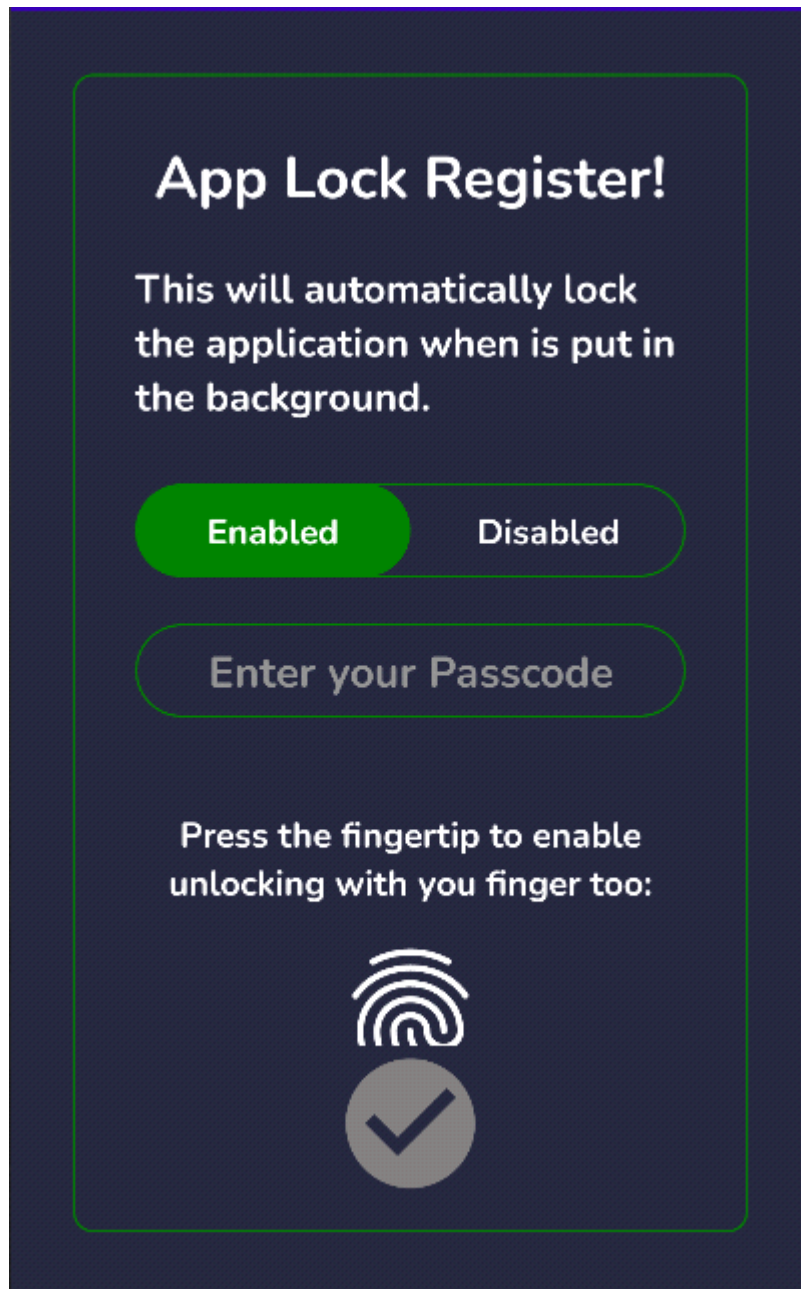 App Lock Register!
This will automatically lock
the application when is put in
the background.
Enabled Disabled
Enter your Passcode
Press the fingertip to enable
unlocking with you finger too: